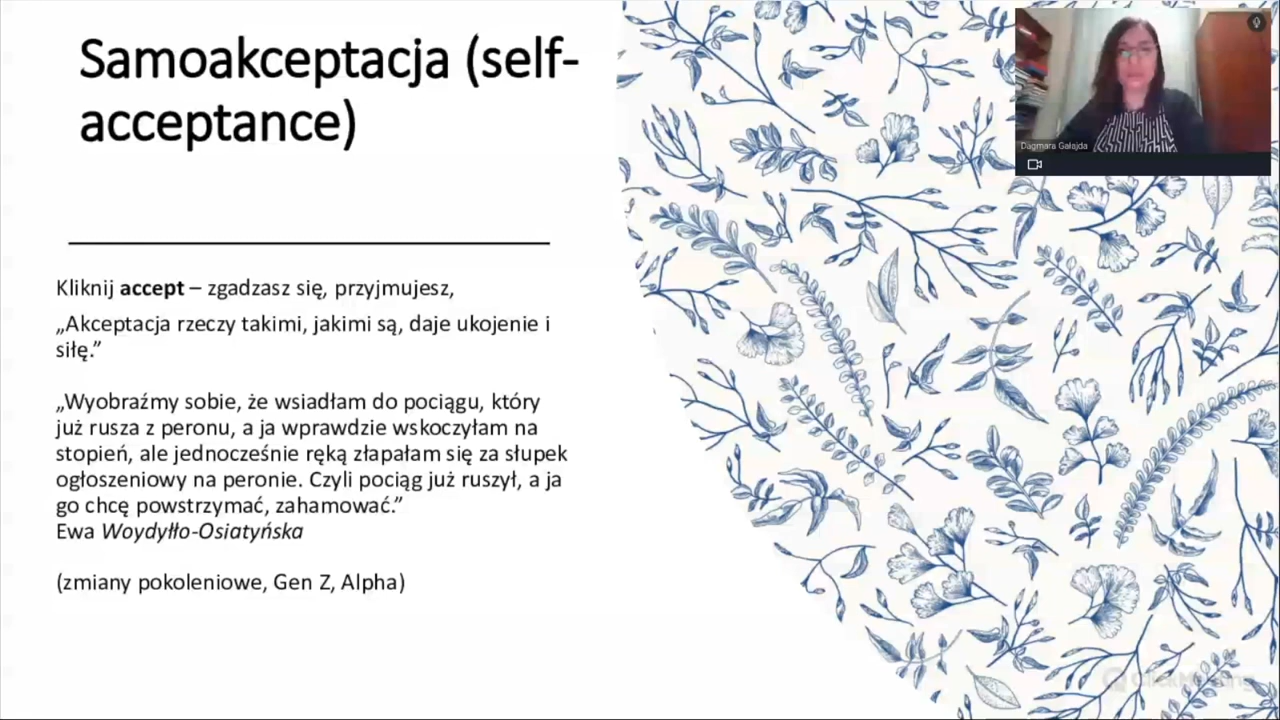 Samoakceptacja (self-
acceptance)
Kliknij accept – zgadzasz się, przyjmujesz,
„Akceptacja rzeczy takimi, jakimi są, daje ukojenie i
siłę.”
„Wyobraźmy sobie, że wsiadłam do pociągu, który
już rusza z peronu, a ja wprawdzie wskoczyłam na
stopień, ale jednocześnie ręką złapałam się za słupek
ogłoszeniowy na peronie. Czyli pociąg już ruszył, a ja
go chcę powstrzymać, zahamować.”
Ewa Woydyłło-Osiatyńska
(zmiany pokoleniowe, Gen Z, Alpha)
Dagmara Gałajda
ClickMeeting